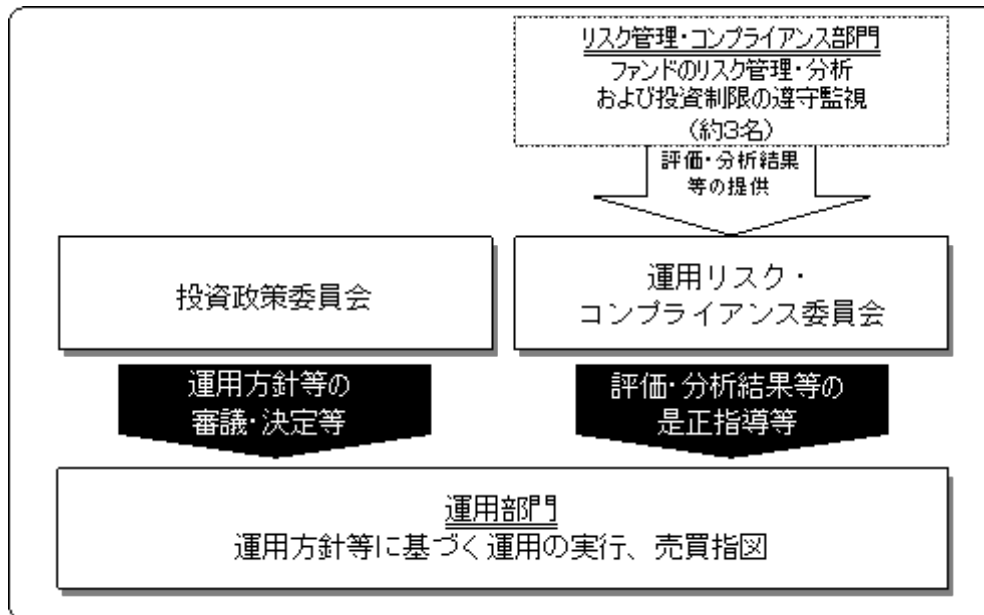 リスク管理・コンプライアンス部門
ファンドのリスク管理・分析
および投資制限の遵守監視
(約3名)
評価・分析結果
等の提供
投資政策委員会
運用リスク・
コンプライアンス委員会
運用方針等の
審議・決定等
評価・分析結果等の
是正指導等
運用部門
運用方針等に基づく運用の実行、売買指図